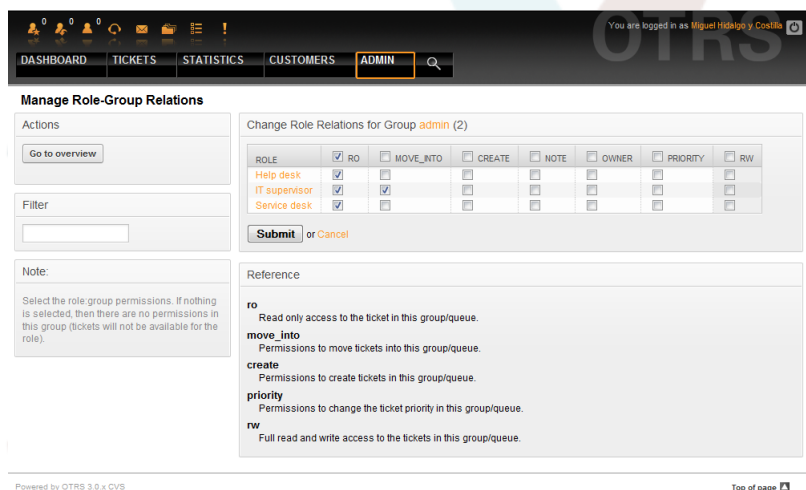 0 0 0 !
You are logged in as Miguel Hidalgo y Costilla
OTRS
DASHBOARD TICKETS STATISTICS CUSTOMERS ADMIN
Manage Role-Group Relations
Actions
Go to overview
Filter
Note:
Select the role:group permissions. If nothing
is selected, then there are no permissions in
this group (tickets will not be available for the
role).
Change Role Relations for Group admin (2)
ROLE RO MOVE_INTO CREATE NOTE OWNER PRIORITY RW
Help desk
IT supervisor
Service desk
Submit or Cancel
Reference
ro
Read only access to the ticket in this group/queue.
move_into
Permissions to move tickets into this group/queue.
create
Permissions to create tickets in this group/queue.
priority
Permissions to change the ticket priority in this group/queue.
rw
Full read and write access to the tickets in this group/queue.
Powered by OTRS 3.0.x CVS
Top of page